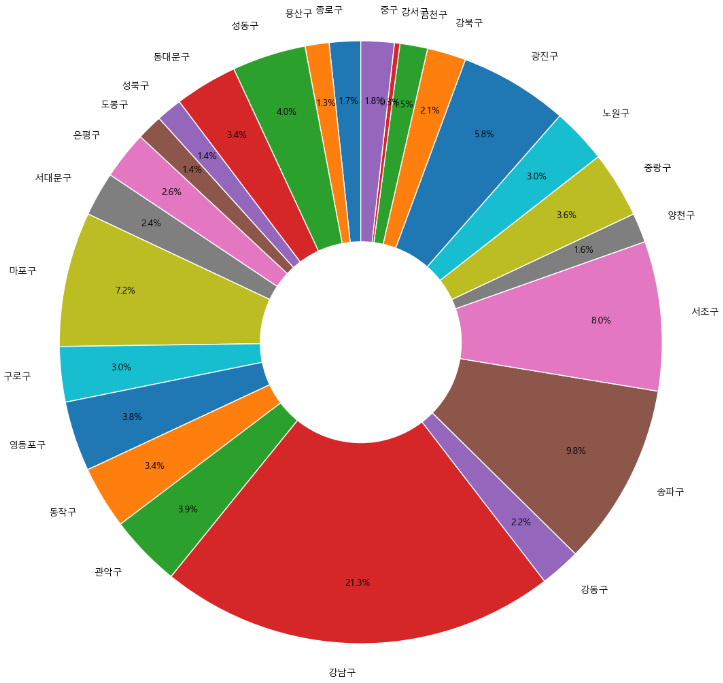 용산구
종로구
중구
강서구
금천구
강북구
성동구
동대문구
광진구
성북구
도봉구
노원구
은평구
중랑구
서대문구
양천구
마포구
서초구
구로구
영등포구
송파구
동작구
관악구
강동구
강남구
1.3%
1.7%
1.8%
0.3%
1.5%
2.1%
4.0%
3.4%
5.8%
1.4%
1.4%
3.0%
2.6%
3.6%
2.4%
1.6%
7.2%
8.0%
3.0%
3.8%
9.8%
3.4%
3.9%
2.2%
21.3%